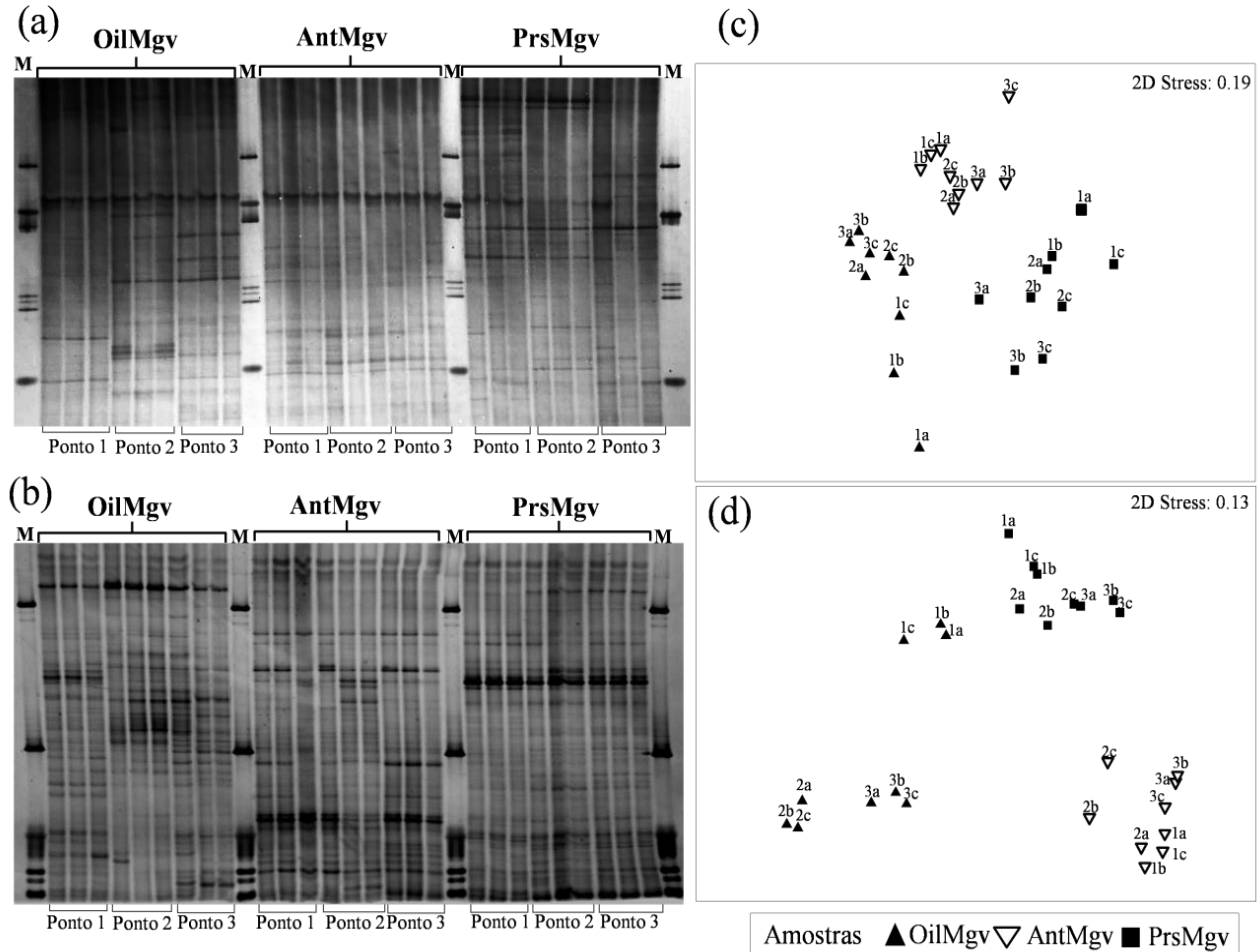 (a)
OilMgv AntMgv PrsMgv
M M M M
Ponto 1 Ponto 2 Ponto 3 Ponto 1 Ponto 2 Ponto 3 Ponto 1 Ponto 2 Ponto 3
(b)
OilMgv AntMgv PrsMgv
M M M M
Ponto 1 Ponto 2 Ponto 3 Ponto 1 Ponto 2 Ponto 3 Ponto 1 Ponto 2 Ponto 3
(c)
2D Stress: 0.19
3c
1c 1a
1b 2c 3a 3b
2b
2a 1a
3b
3a 3c 2c 1b
2a 2b 2a 1c
3a 2b 2c
1c
3b 3c
1b
1a
(d)
2D Stress: 0.13
1a
1c
1b
2a 2c 3a 3b
3c
1b 2b
1c 1a
2c 3b
3a
2a 3b
3a 3c 3c
2b 2c 2b
2a 1a
1c
1b
Amostras OilMgv AntMgv PrsMgv